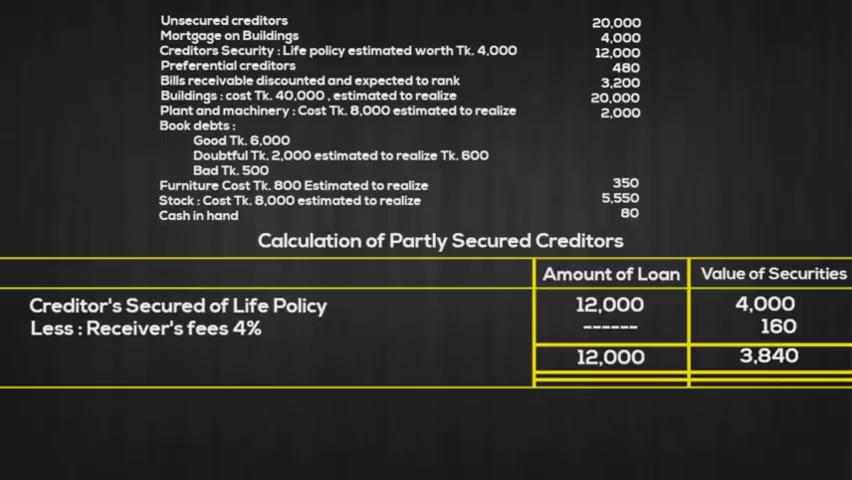 Unsecured creditors 20,000
Mortgage on Buildings 4,000
Creditors Security : Life policy estimated worth Tk. 4,000 12,000
Preferential creditors 480
Bills receivable discounted and expected to rank 3,200
Buildings : cost Tk. 40,000 , estimated to realize 20,000
Plant and machinery : Cost Tk. 8,000 estimated to realize 2,000
Book debts :
Good Tk. 6,000
Doubtful Tk. 2,000 estimated to realize Tk. 600
Bad Tk. 500
Furniture Cost Tk. 800 Estimated to realize 350
Stock : Cost Tk. 8,000 estimated to realize 5,550
Cash in hand 80
Calculation of Partly Secured Creditors
Amount of Loan Value of Securities
Creditor's Secured of Life Policy 12,000 4,000
Less : Receiver's fees 4% ------ 160
12,000 3,840